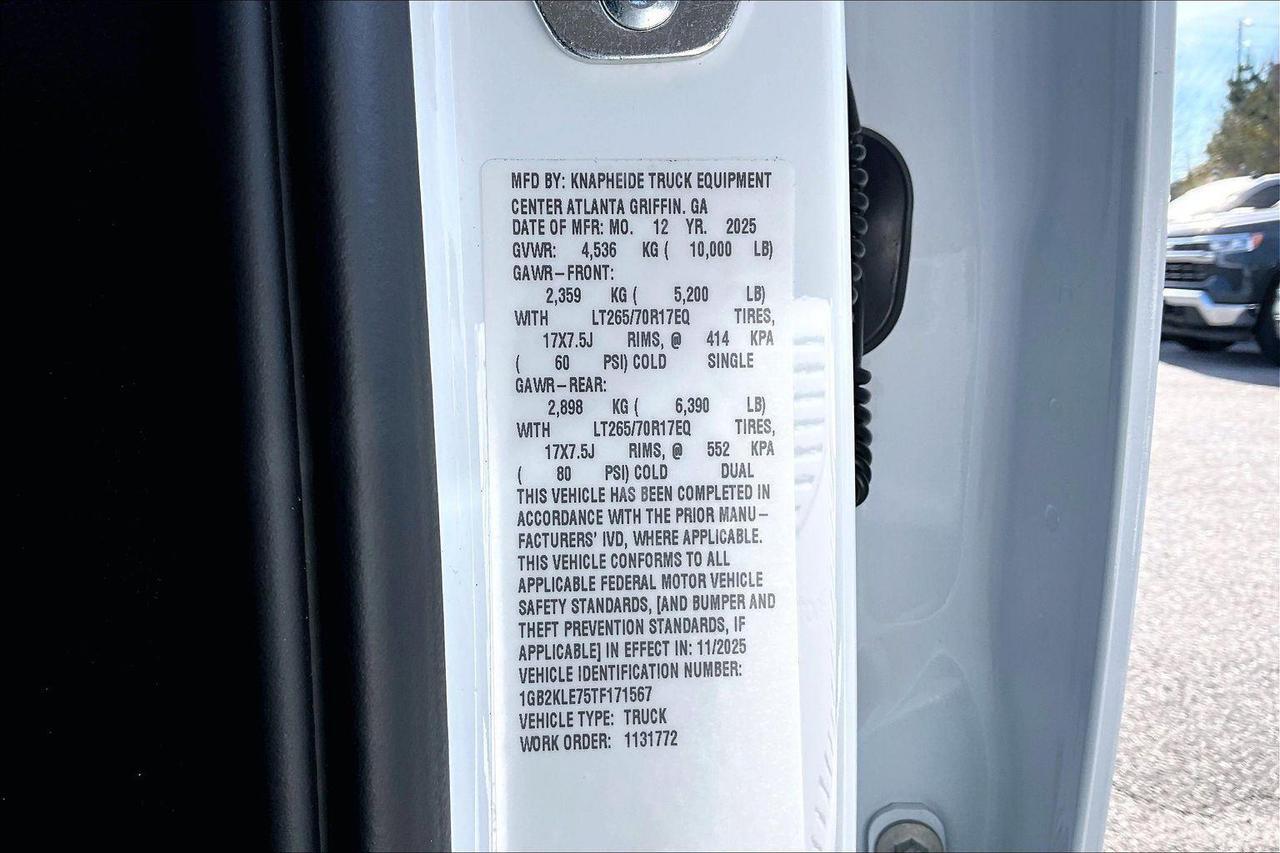 MFD BY: KNAPHEIDE TRUCK EQUIPMENT
CENTER ATLANTA GRIFFIN. GA
DATE OF MFR: MO. 12 YR. 2025
GVWR: 4,536 KG ( 10,000 LB)
GAWR-FRONT:
2,359 KG ( 5,200 LB)
WITH LT265/70R17EQ TIRES,
17X7.5J RIMS, @ 414 KPA
( 60 PSI) COLD SINGLE
GAWR-REAR:
2,898 KG ( 6,390 LB)
WITH LT265/70R17EQ TIRES,
17X7.5J RIMS, @ 552 KPA
( 80 PSI) COLD DUAL
THIS VEHICLE HAS BEEN COMPLETED IN
ACCORDANCE WITH THE PRIOR MANU-
FACTURERS' IVD, WHERE APPLICABLE.
THIS VEHICLE CONFORMS TO ALL
APPLICABLE FEDERAL MOTOR VEHICLE
SAFETY STANDARDS, [AND BUMPER AND
THEFT PREVENTION STANDARDS, IF
APPLICABLE] IN EFFECT IN: 11/2025
VEHICLE IDENTIFICATION NUMBER:
1GB2KLE75TF171567
VEHICLE TYPE: TRUCK
WORK ORDER: 1131772